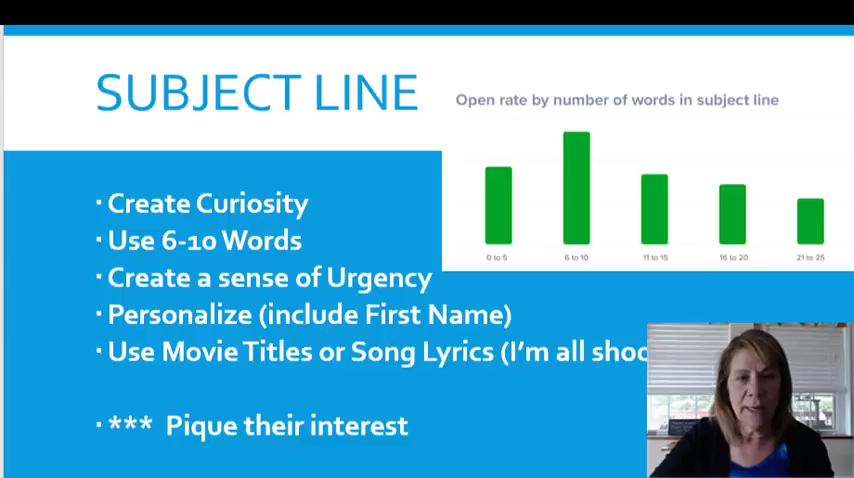 SUBJECT LINE
Open rate by number of words in subject line
0 to 5
6 to 10
11 to 15
16 to 20
21 to 25
Create Curiosity
Use 6-10 Words
Create a sense of Urgency
Personalize (include First Name)
Use Movie Titles or Song Lyrics (I'm all shoo
*** Pique their interest